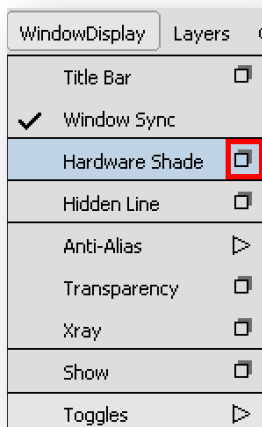 WindowDisplay Layers
Title Bar
Window Sync
Hardware Shade
Hidden Line
Anti-Alias
Transparency
Xray
Show
Toggles